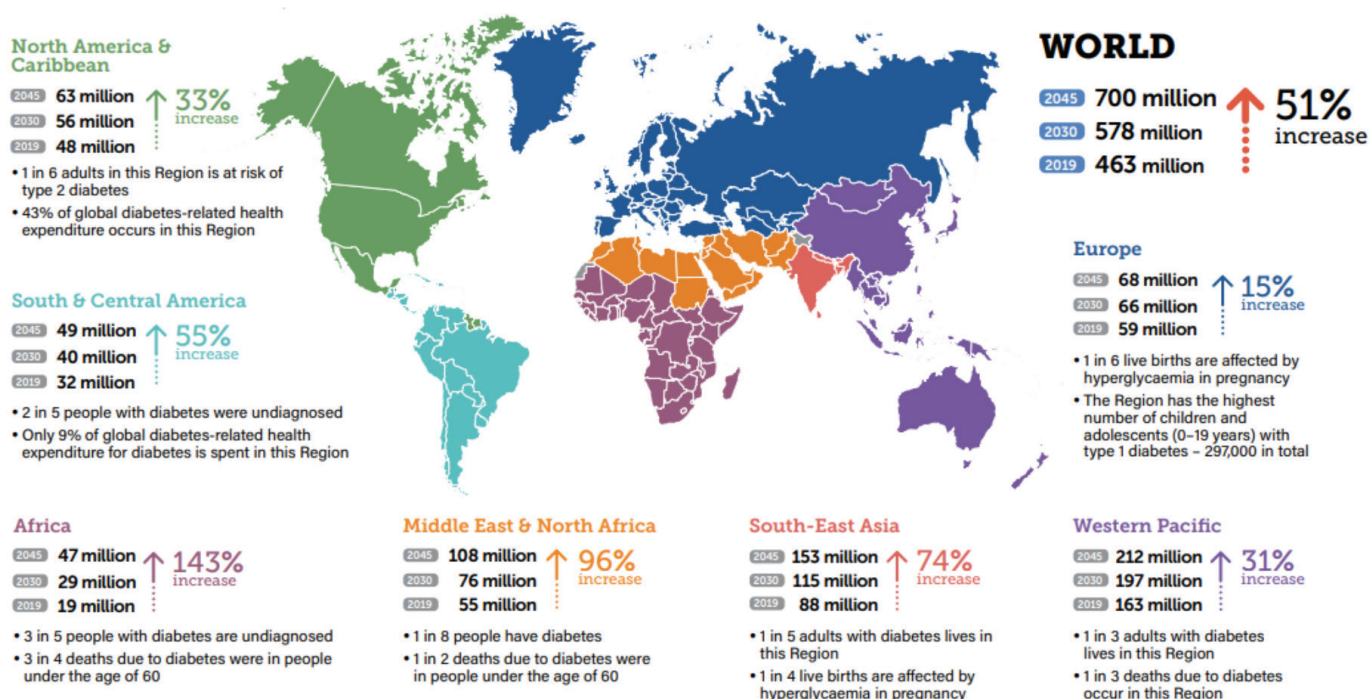 North America &
Caribbean
2045 63 million
2030 56 million
2019 48 million
33%
increase
• 1 in 6 adults in this Region is at risk of
type 2 diabetes
• 43% of global diabetes-related health
expenditure occurs in this Region
South & Central America
2045 49 million
2030 40 million
2019 32 million
55%
increase
• 2 in 5 people with diabetes were undiagnosed
• Only 9% of global diabetes-related health
expenditure for diabetes is spent in this Region
WORLD
2045 700 million
2030 578 million
2019 463 million
51%
increase
Europe
2045 68 million
2030 66 million
2019 59 million
15%
increase
• 1 in 6 live births are affected by
hyperglycaemia in pregnancy
• The Region has the highest
number of children and
adolescents (0–19 years) with
type 1 diabetes – 297,000 in total
Africa
2045 47 million
2030 29 million
2019 19 million
143%
increase
• 3 in 5 people with diabetes are undiagnosed
• 3 in 4 deaths due to diabetes were in people
under the age of 60
Middle East & North Africa
2045 108 million
2030 76 million
2019 55 million
96%
increase
• 1 in 8 people have diabetes
• 1 in 2 deaths due to diabetes were
in people under the age of 60
South-East Asia
2045 153 million
2030 115 million
2019 88 million
74%
increase
• 1 in 5 adults with diabetes lives in
this Region
• 1 in 4 live births are affected by
hyperglycaemia in pregnancy
Western Pacific
2045 212 million
2030 197 million
2019 163 million
31%
increase
• 1 in 3 adults with diabetes
lives in this Region
• 1 in 3 deaths due to diabetes
occur in this Region